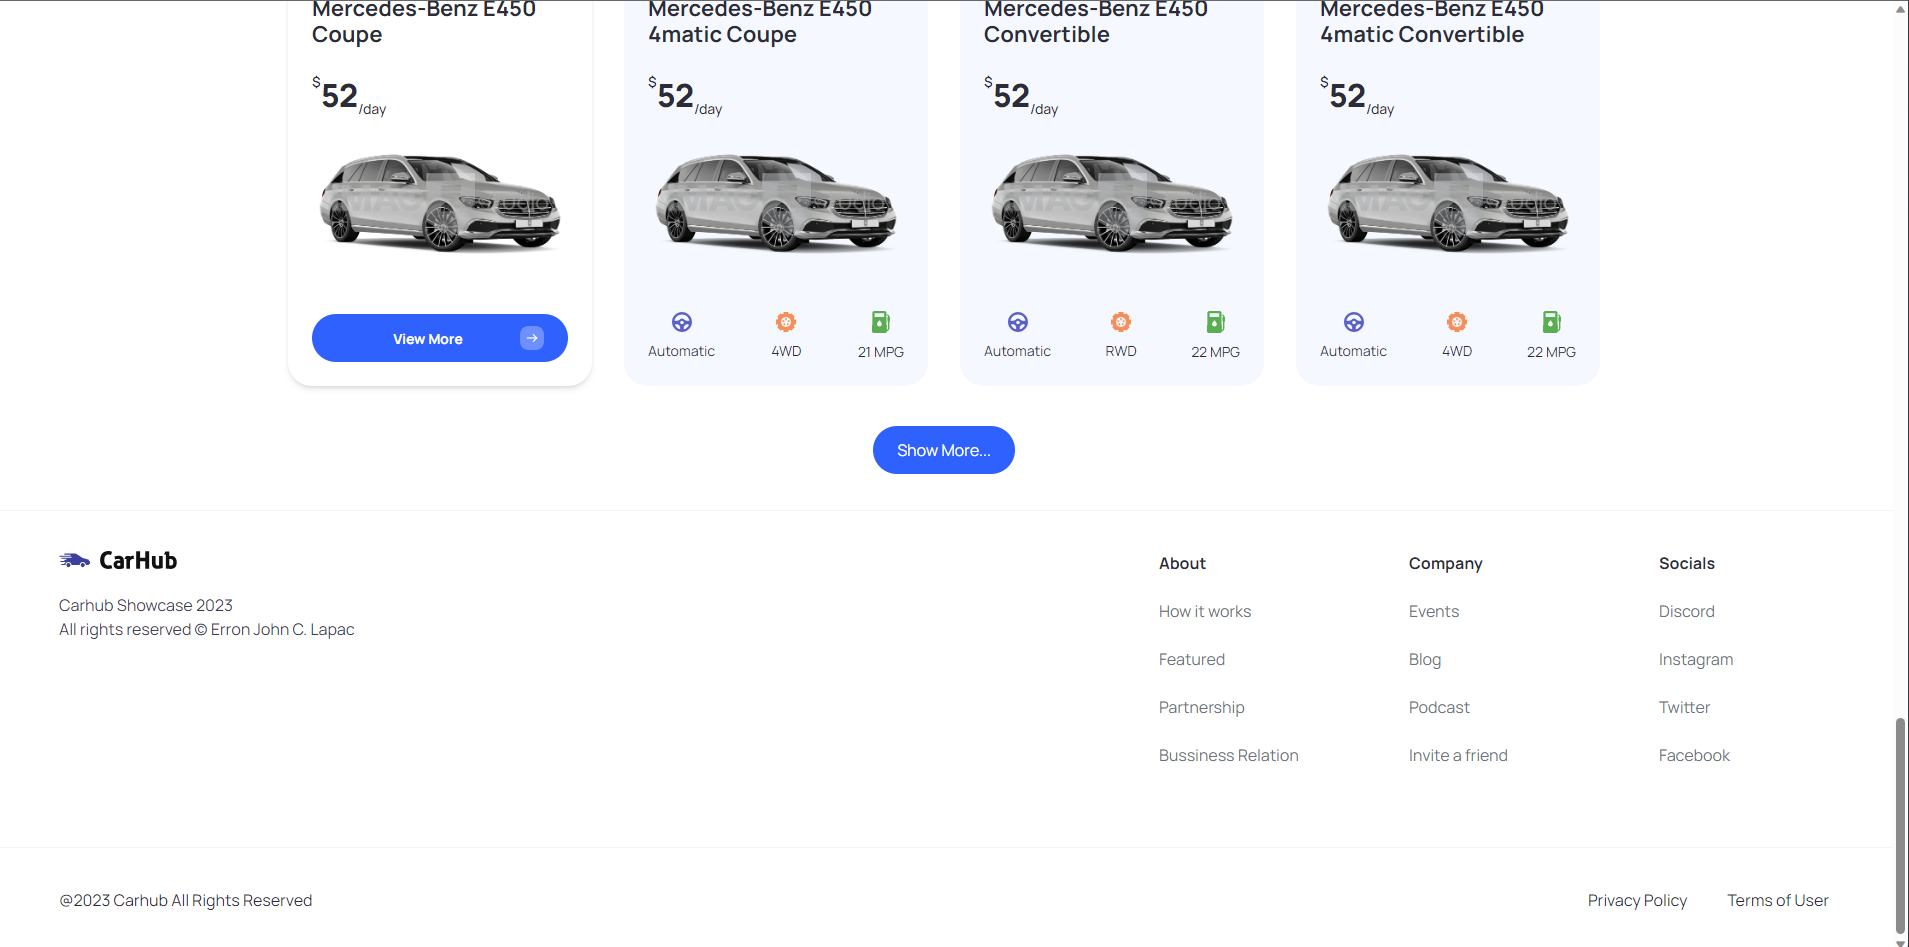 Mercedes-Benz E450
Coupe
$52/day
View More
Mercedes-Benz E450
4matic Coupe
$52/day
Automatic
4WD
21 MPG
Mercedes-Benz E450
Convertible
$52/day
Automatic
RWD
22 MPG
Mercedes-Benz E450
4matic Convertible
$52/day
Automatic
4WD
22 MPG
Show More...
CarHub
Carhub Showcase 2023
All rights reserved © Erron John C. Lapac
About
How it works
Featured
Partnership
Bussiness Relation
Company
Events
Blog
Podcast
Invite a friend
Socials
Discord
Instagram
Twitter
Facebook
@2023 Carhub All Rights Reserved
Privacy Policy
Terms of User